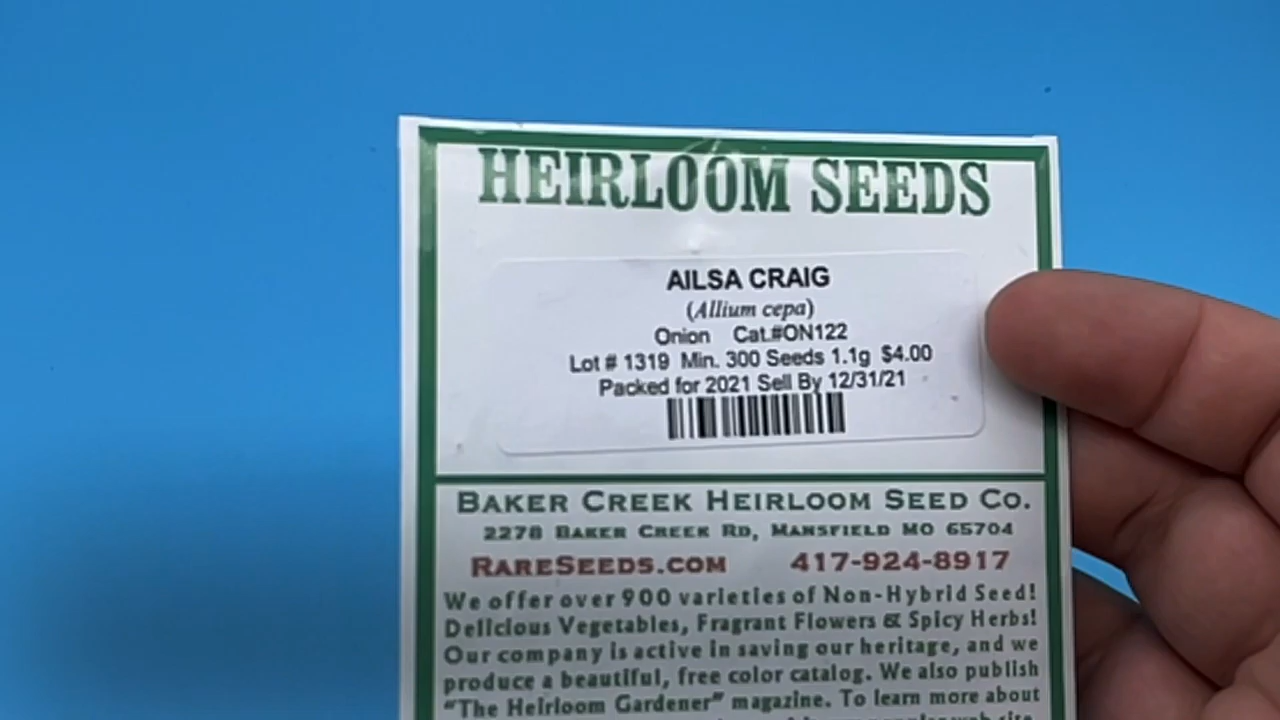 HEIRLOOM SEEDS
AILSA CRAIG
(Allium cepa)
Onion Cat.#ON122
Lot # 1319 Min. 300 Seeds 1.1g $4.00
Packed for 2021 Sell By 12/31/21
BAKER CREEK HEIRLOOM SEED CO.
2278 BAKER CREEK RD, MANSFIELD MO 65704
RARESEEDS.COM 417-924-8917
We offer over 900 varieties of Non-Hybrid Seed!
Delicious Vegetables, Fragrant Flowers & Spicy Herbs!
Our company is active in saving our heritage, and we
produce a beautiful, free color catalog. We also publish
"The Heirloom Gardener" magazine. To learn more about